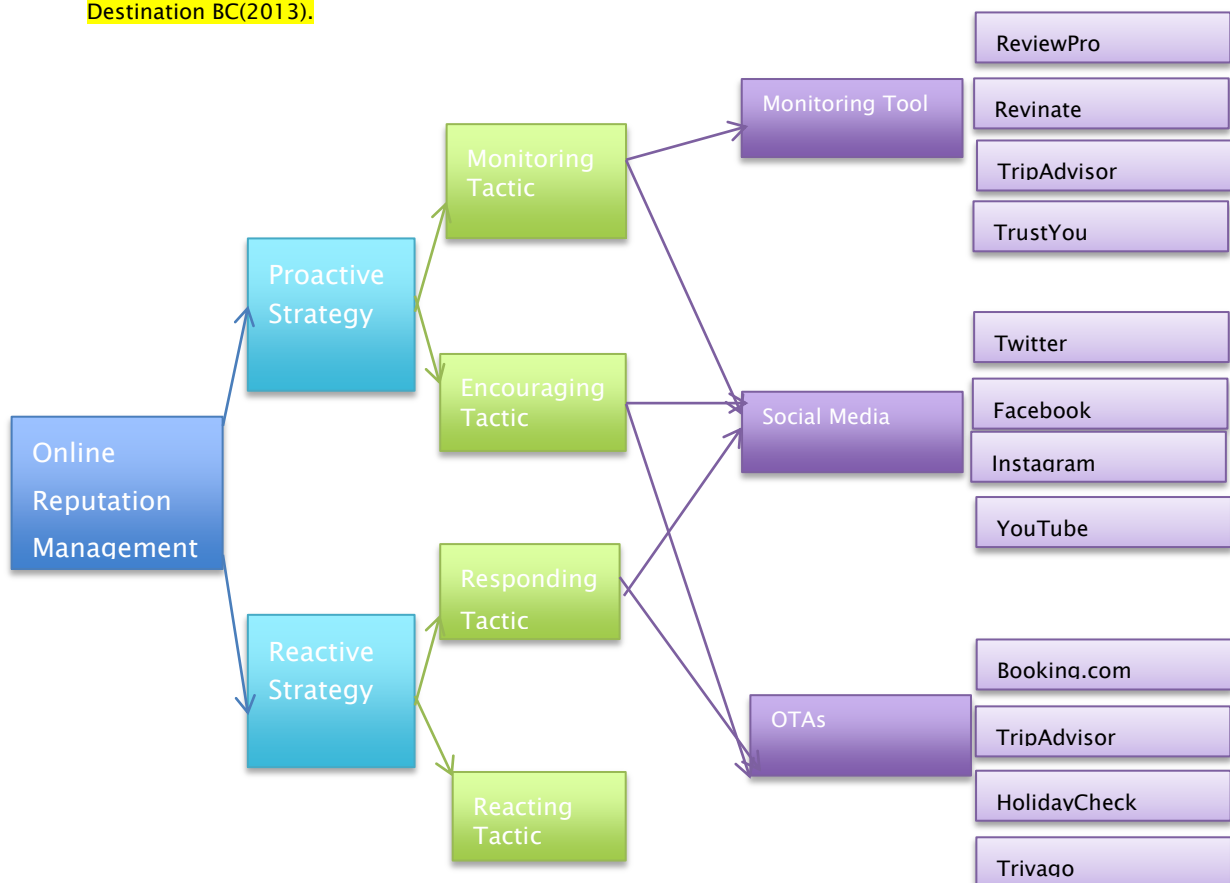 Destination BC(2013).
ReviewPro
Monitoring Tool
Revinate
Monitoring
Tactic
TripAdvisor
TrustYou
Proactive
Strategy
Twitter
Encouraging
Tactic
Social Media
Facebook
Instagram
Online
Reputation
Management
YouTube
Responding
Tactic
Reactive
Strategy
Booking.com
OTAs
TripAdvisor
HolidayCheck
Reacting
Tactic
Trivago